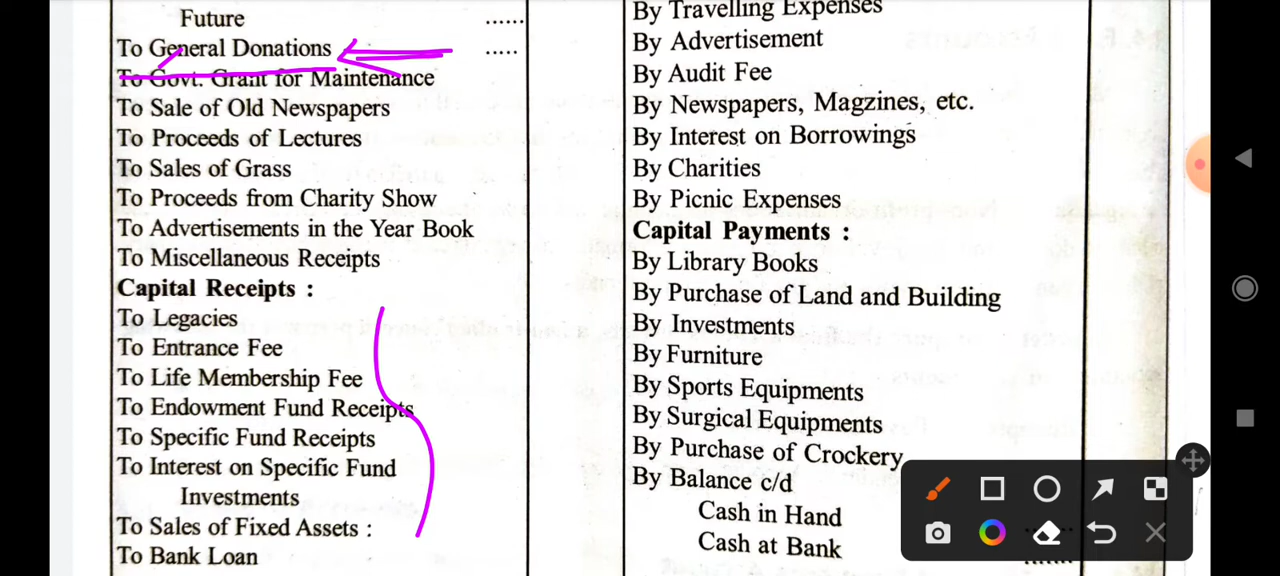 Future ......
To General Donations .....
To Govt. Grant for Maintenance
To Sale of Old Newspapers
To Proceeds of Lectures
To Sales of Grass
To Proceeds from Charity Show
To Advertisements in the Year Book
To Miscellaneous Receipts
Capital Receipts :
To Legacies
To Entrance Fee
To Life Membership Fee
To Endowment Fund Receipts
To Specific Fund Receipts
To Interest on Specific Fund
Investments
To Sales of Fixed Assets :
To Bank Loan
By Travelling Expenses
By Advertisement
By Audit Fee
By Newspapers, Magzines, etc.
By Interest on Borrowings
By Charities
By Picnic Expenses
Capital Payments :
By Library Books
By Purchase of Land and Building
By Investments
By Furniture
By Sports Equipments
By Surgical Equipments
By Purchase of Crockery
By Balance c/d
Cash in Hand
Cash at Bank ......